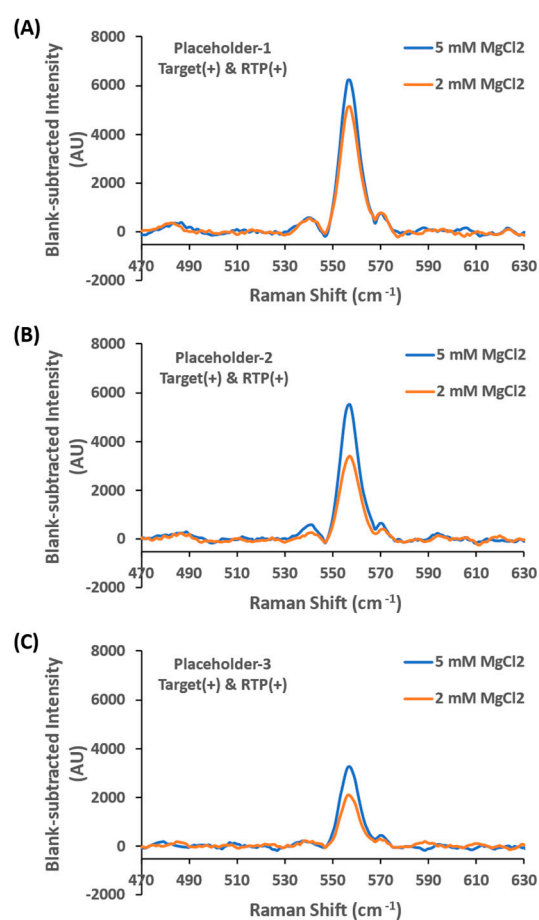 (A)
Placeholder-1
Target(+) & RTP(+)
5 mM MgCl2
2 mM MgCl2
Blank-subtracted Intensity
(AU)
8000
6000
4000
2000
0
-2000
470 490 510 530 550 570 590 610 630
Raman Shift (cm⁻¹)
(B)
Placeholder-2
Target(+) & RTP(+)
5 mM MgCl2
2 mM MgCl2
Blank-subtracted Intensity
(AU)
8000
6000
4000
2000
0
-2000
470 490 510 530 550 570 590 610 630
Raman Shift (cm⁻¹)
(C)
Placeholder-3
Target(+) & RTP(+)
5 mM MgCl2
2 mM MgCl2
Blank-subtracted Intensity
(AU)
8000
6000
4000
2000
0
-2000
470 490 510 530 550 570 590 610 630
Raman Shift (cm⁻¹)